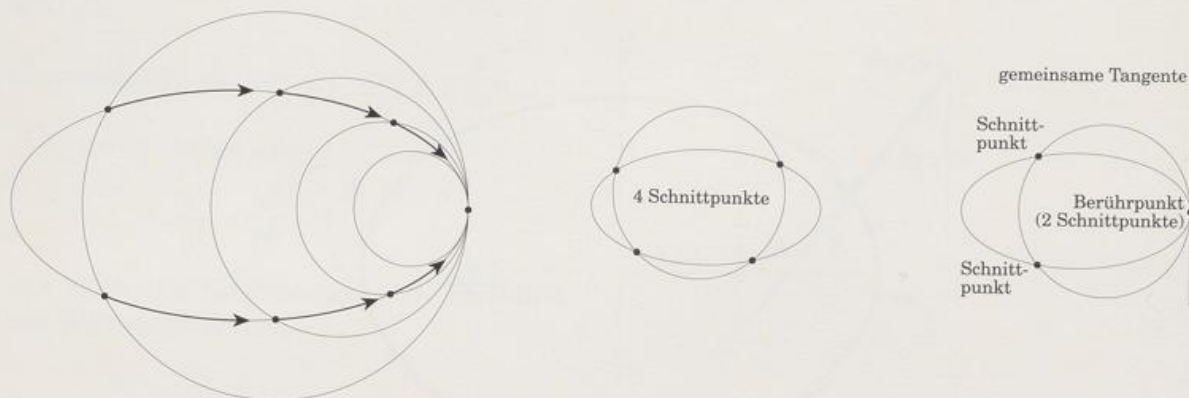 gemeinsame Tangente
Schnitt-
punkt
4 Schnittpunkte
Berührpunkt
(2 Schnittpunkte)
Schnitt-
punkt